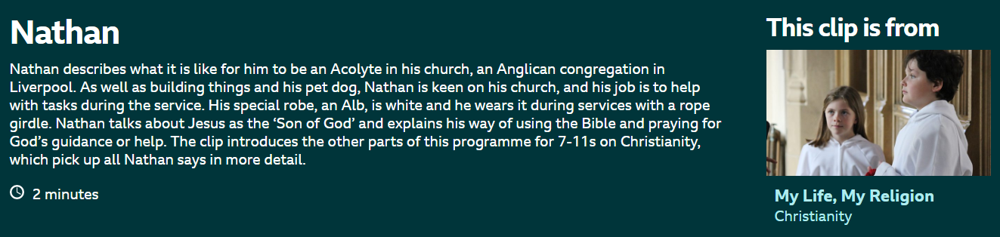 Nathan
Nathan describes what it is like for him to be an Acolyte in his church, an Anglican congregation in
Liverpool. As well as building things and his pet dog, Nathan is keen on his church, and his job is to help
with tasks during the service. His special robe, an Alb, is white and he wears it during services with a rope
girdle. Nathan talks about Jesus as the ‘Son of God’ and explains his way of using the Bible and praying for
God’s guidance or help. The clip introduces the other parts of this programme for 7-11s on Christianity,
which pick up all Nathan says in more detail.
2 minutes
This clip is from
My Life, My Religion
Christianity